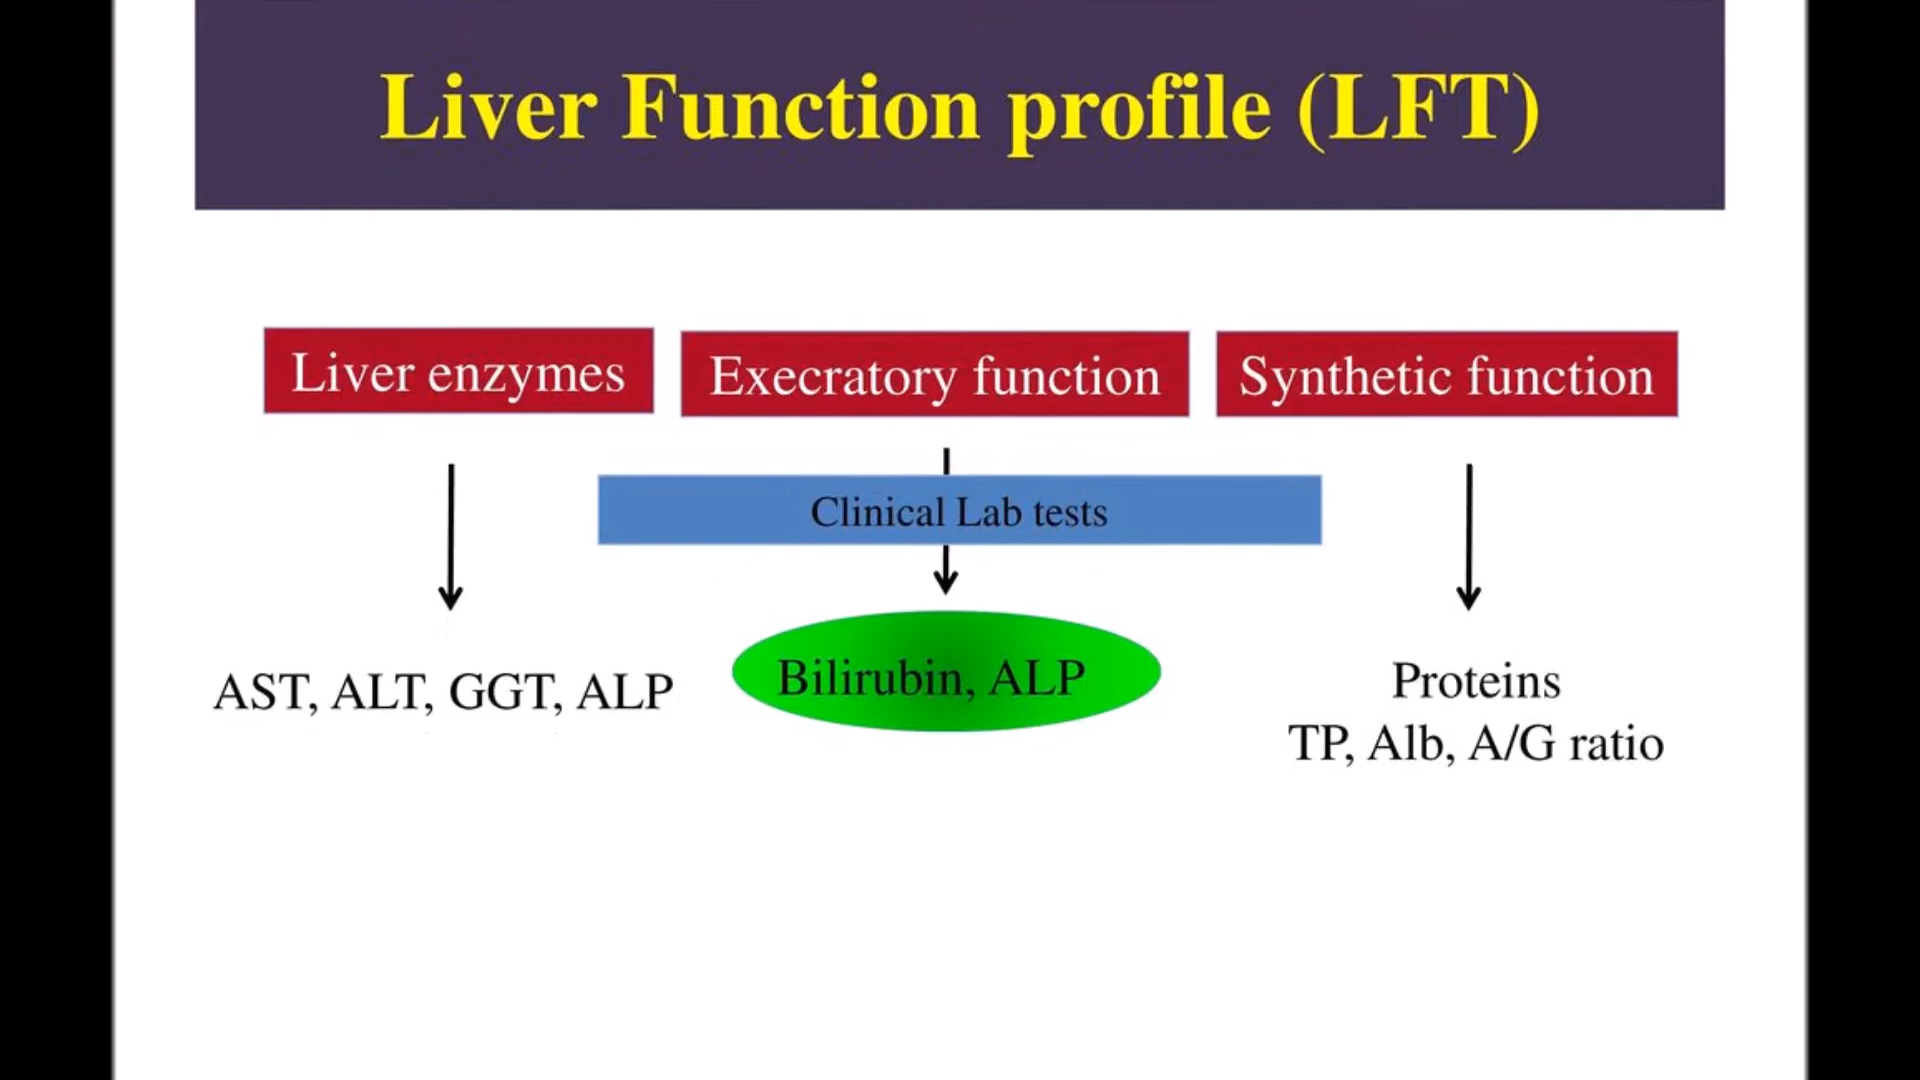 Liver Function profile (LFT)
Liver enzymes
Execratory function
Synthetic function
Clinical Lab tests
AST, ALT, GGT, ALP
Bilirubin, ALP
Proteins
TP, Alb, A/G ratio